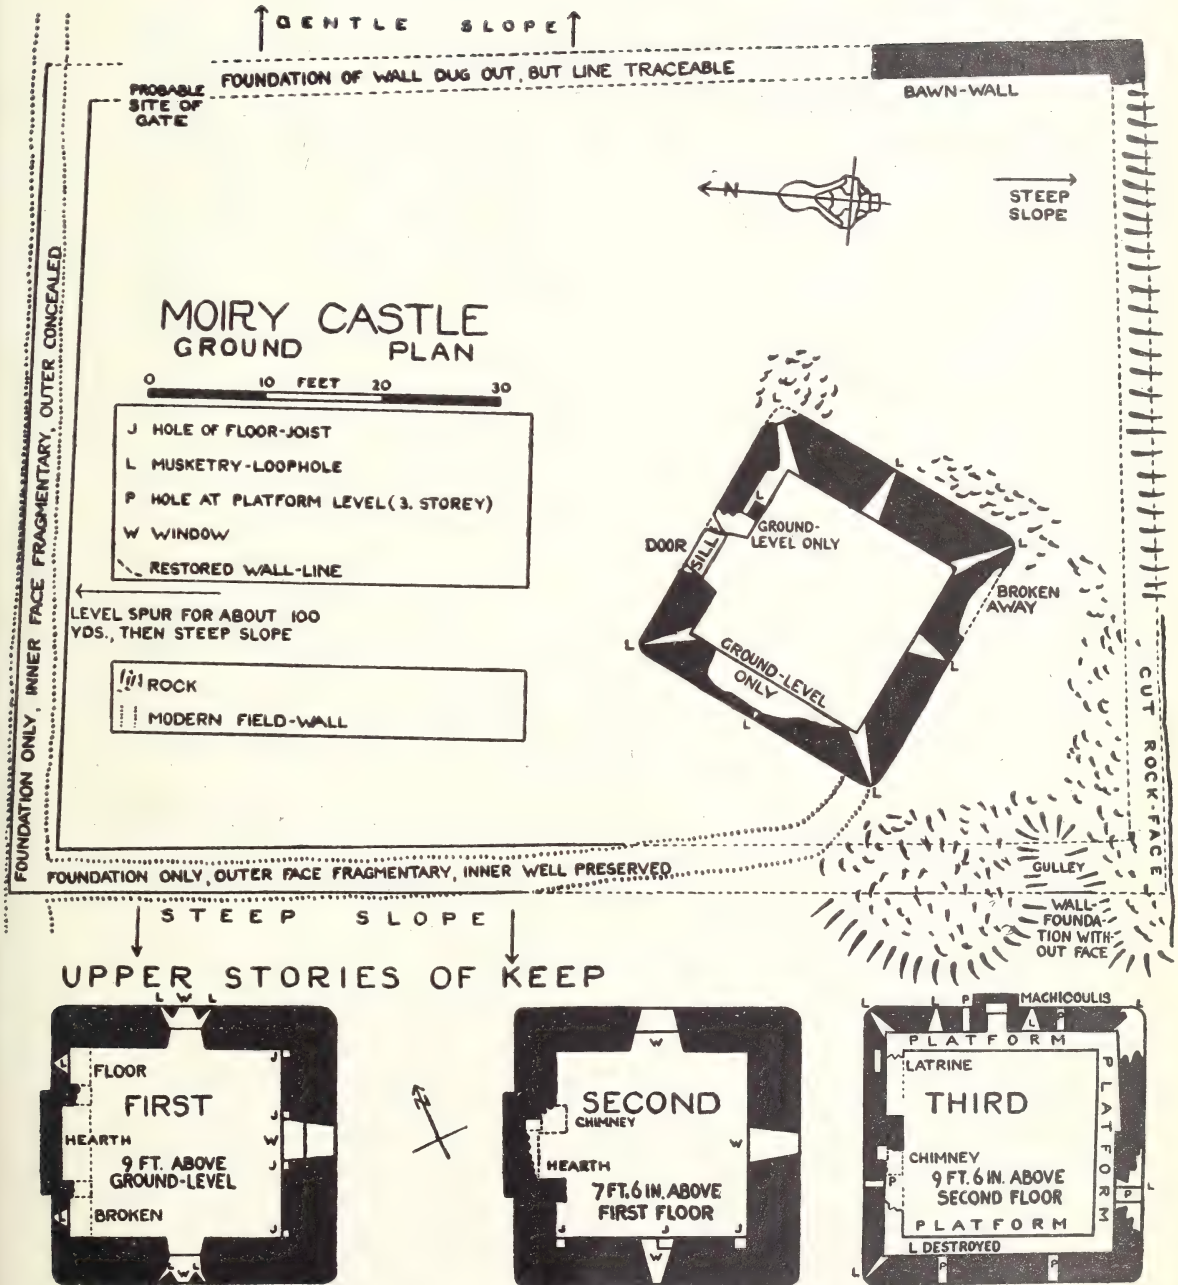 GENTLE SLOPE
FOUNDATION OF WALL DUG OUT, BUT LINE TRACEABLE
PROBABLE
SITE OF
GATE
BAWN-WALL
N
STEEP
SLOPE
FOUNDATION ONLY, INNER FACE FRAGMENTARY, OUTER CONCEALED
MOIRY CASTLE
GROUND PLAN
0 10 FEET 20 30
J HOLE OF FLOOR-JOIST
L MUSKETRY-LOOPHOLE
P HOLE AT PLATFORM LEVEL (3. STOREY)
W WINDOW
RESTORED WALL-LINE
LEVEL SPUR FOR ABOUT 100
YDS., THEN STEEP SLOPE
ROCK
MODERN FIELD-WALL
L
L
L
GROUND-
LEVEL ONLY
DOOR
SILL
L
BROKEN
AWAY
L
L
GROUND-LEVEL
ONLY
L
L
CUT ROCK-FACE
GULLEY
WALL-
FOUNDA-
TION WITH-
OUT FACE
FOUNDATION ONLY, OUTER FACE FRAGMENTARY, INNER WELL PRESERVED
STEEP SLOPE
UPPER STORIES OF KEEP
L W L
L
FLOOR
J
FIRST
J
HEARTH
W
9 FT. ABOVE
GROUND-LEVEL
J
L
BROKEN
J
L W L
N
W
SECOND
CHIMNEY
W
HEARTH
7 FT. 6 IN. ABOVE
FIRST FLOOR
J L J J
W
L L P MACHICOULIS L
L P
PLATFORM
LATRINE
THIRD
PLATFORM
CHIMNEY
P
9 FT. 6 IN. ABOVE
SECOND FLOOR
P L
PLATFORM
L DESTROYED
L P P